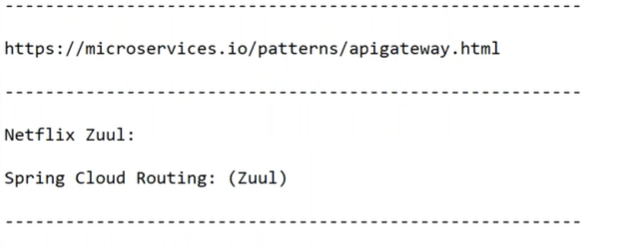 ---------------------------------------------------------
https://microservices.io/patterns/apigateway.html
---------------------------------------------------------
Netflix Zuul:
Spring Cloud Routing: (Zuul)
---------------------------------------------------------